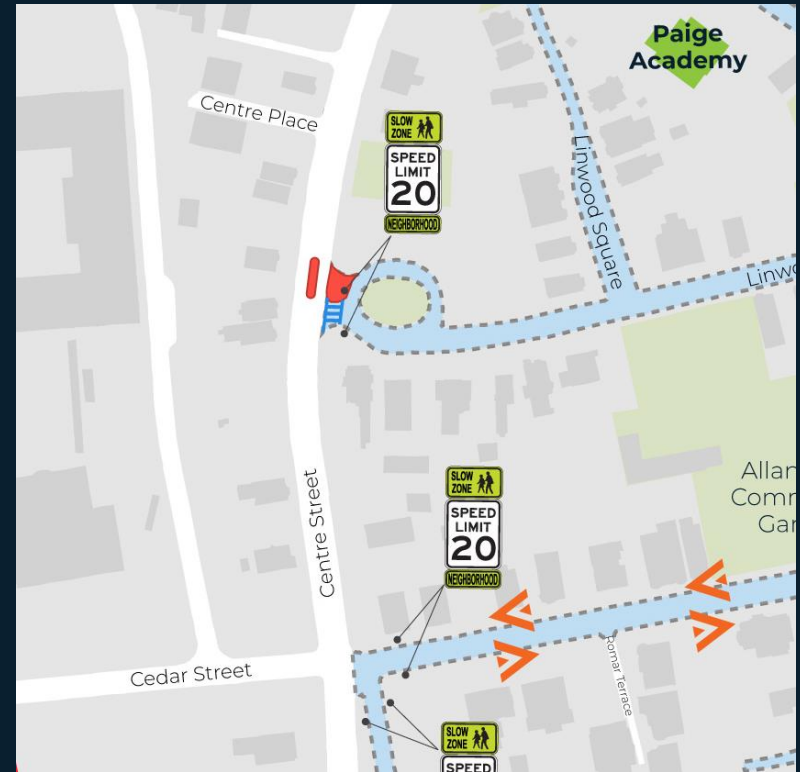 Paige
Academy
Centre Place
SLOW
ZONE
SPEED
LIMIT
20
NEIGHBORHOOD
Linwood Square
Linwo
Centre Street
SLOW
ZONE
SPEED
LIMIT
20
NEIGHBORHOOD
Allan
Comm
Gar
Romar Terrace
Cedar Street
SLOW
ZONE
SPEED